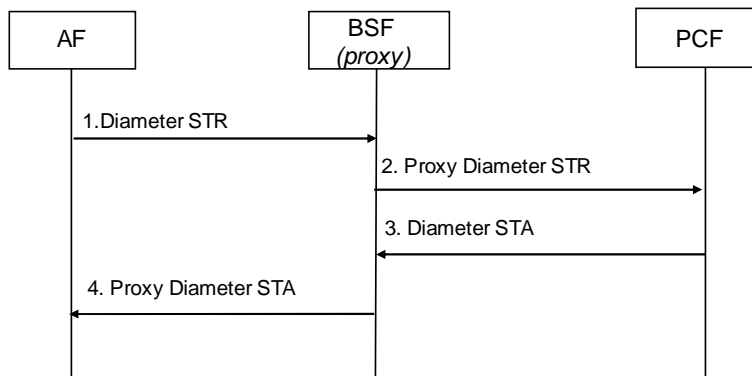 AF
BSF
(proxy)
PCF
1.Diameter STR
2. Proxy Diameter STR
3. Diameter STA
4. Proxy Diameter STA